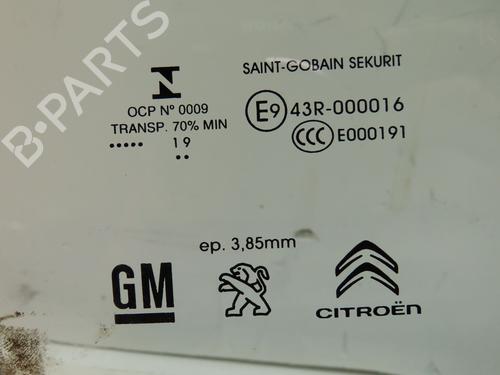 SAINT-GOBAIN SEKURIT
OCP Nº 0009
TRANSP. 70% MIN
..... 19
..
E9 43R-000016
CCC E000191
ep. 3,85mm
GM
CITROËN